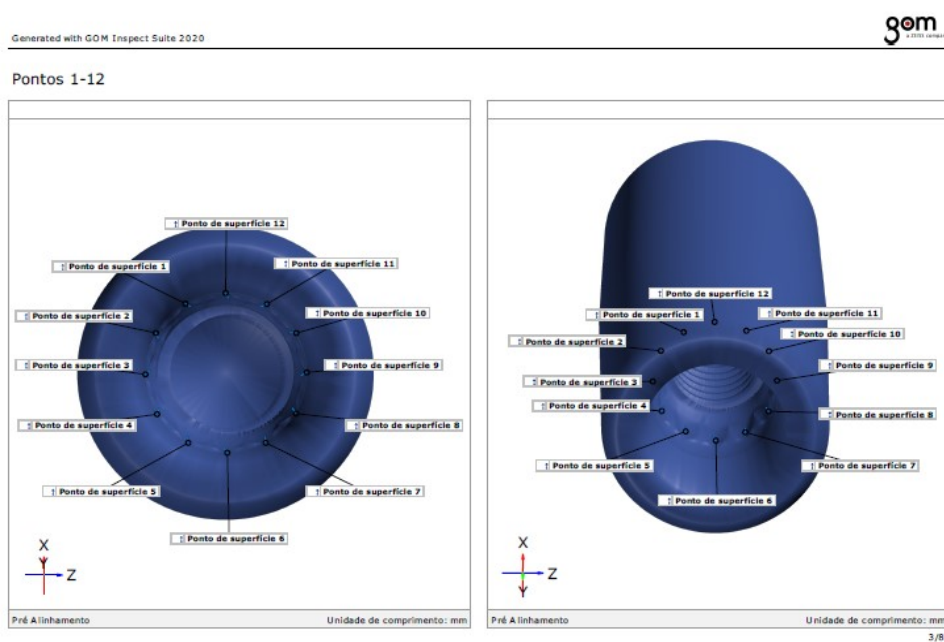 Generated with GOM Inspect Suite 2020
gom
a ZEISS company
Pontos 1-12
Ponto de superfície 12
Ponto de superfície 1
Ponto de superfície 11
Ponto de superfície 2
Ponto de superfície 10
Ponto de superfície 3
Ponto de superfície 9
Ponto de superfície 4
Ponto de superfície 8
Ponto de superfície 5
Ponto de superfície 7
Ponto de superfície 6
X
Y
Z
Pré Alinhamento
Unidade de comprimento: mm
Ponto de superfície 12
Ponto de superfície 1
Ponto de superfície 11
Ponto de superfície 10
Ponto de superfície 2
Ponto de superfície 9
Ponto de superfície 3
Ponto de superfície 4
Ponto de superfície 8
Ponto de superfície 5
Ponto de superfície 7
Ponto de superfície 6
X
Z
Y
Pré Alinhamento
Unidade de comprimento: mm
3/8